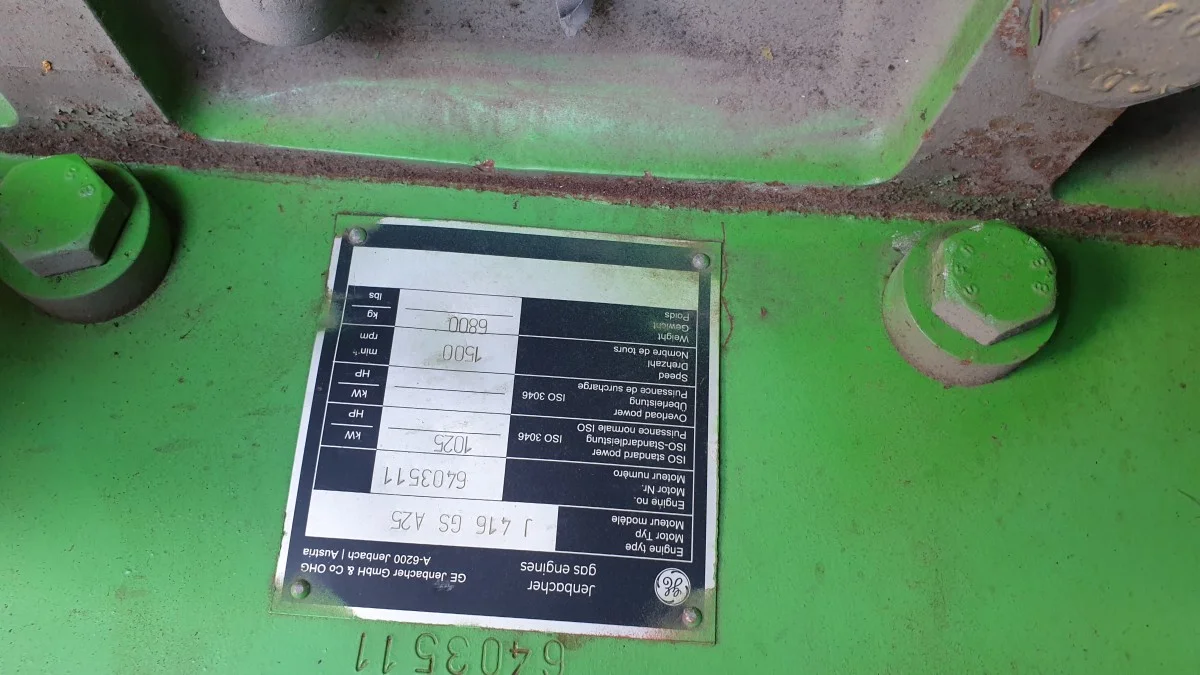 6403511
GE
Jenbacher
gas engines
GE Jenbacher GmbH & Co OHG
A-6200 Jenbach | Austria
Engine type
Motor Typ
Moteur modèle
J 416 GS A25
Engine no.
Motor Nr.
Moteur numéro
6403511
ISO standard power
ISO-Standardleistung
Puissance normale ISO
ISO 3046
1025
kW
HP
Overload power
Überleistung
Puissance de surcharge
ISO 3046
kW
HP
Speed
Drehzahl
Nombre de tours
1500
min⁻¹
rpm
Weight
Gewicht
Poids
6800
kg
lbs
8.8